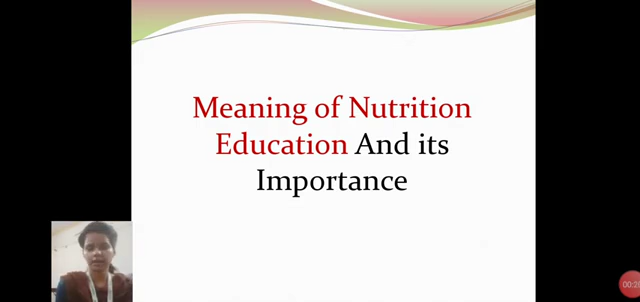 Meaning of Nutrition
Education And its
Importance